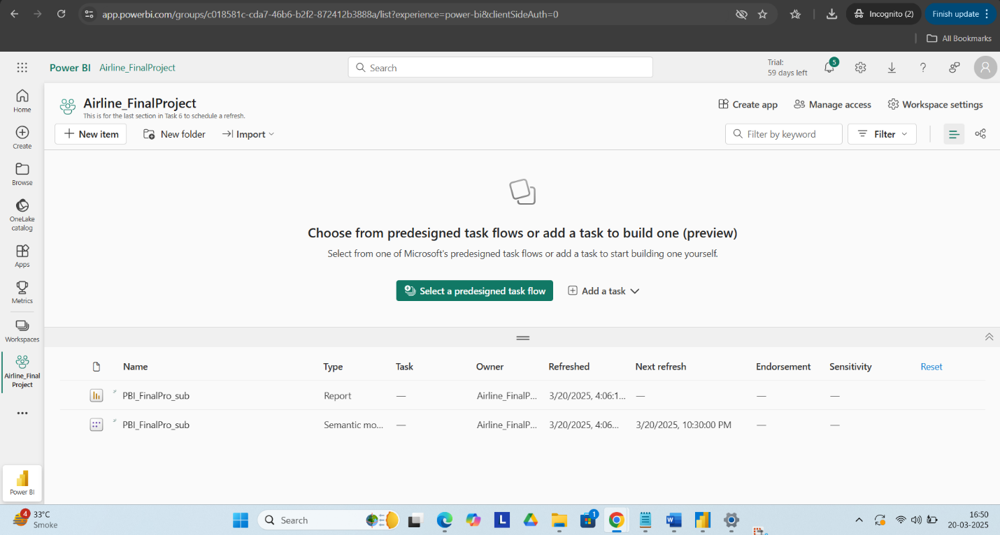 app.powerbi.com/groups/c018581c-cda7-46b6-b2f2-872412b3888a/list?experience=power-bi&clientSideAuth=0
Incognito (2)
Finish update
All Bookmarks
Power BI Airline_FinalProject
Search
Trial:
59 days left
5
Home
Create
Browse
OneLake
catalog
Apps
Metrics
Workspaces
Airline_Final
Project
Power BI
Airline_FinalProject
This is for the last section in Task 6 to schedule a refresh.
Create app
Manage access
Workspace settings
New item
New folder
Import
Filter by keyword
Filter
Choose from predesigned task flows or add a task to build one (preview)
Select from one of Microsoft's predesigned task flows or add a task to start building one yourself.
Select a predesigned task flow
Add a task
Name Type Task Owner Refreshed Next refresh Endorsement Sensitivity Reset
PBI_FinalPro_sub Report — Airline_FinalP... 3/20/2025, 4:06:1... — — —
PBI_FinalPro_sub Semantic mo... — Airline_FinalP... 3/20/2025, 4:06... 3/20/2025, 10:30:00 PM — —
4
33°C
Smoke
Search
L
1
16:50
20-03-2025